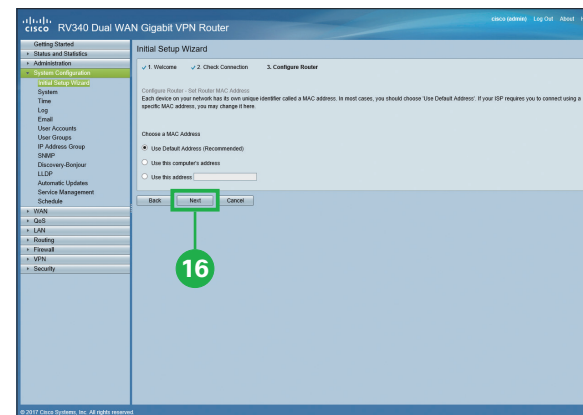 cisco RV340 Dual WAN Gigabit VPN Router
cisco (admin) Log Out About
Getting Started
Status and Statistics
Administration
System Configuration
Initial Setup Wizard
System
Time
Log
Email
User Accounts
User Groups
IP Address Group
SNMP
Discovery-Bonjour
LLDP
Automatic Updates
Service Management
Schedule
WAN
QoS
LAN
Routing
Firewall
VPN
Security
Initial Setup Wizard
1. Welcome 2. Check Connection 3. Configure Router
Configure Router - Set Router MAC Address
Each device on your network has its own unique identifier called a MAC address. In most cases, you should choose 'Use Default Address'. If your ISP requires you to connect using a
specific MAC address, you may change it here.
Choose a MAC Address
Use Default Address (Recommended)
Use this computer's address
Use this address
Back Next Cancel
16
© 2017 Cisco Systems, Inc. All rights reserved.